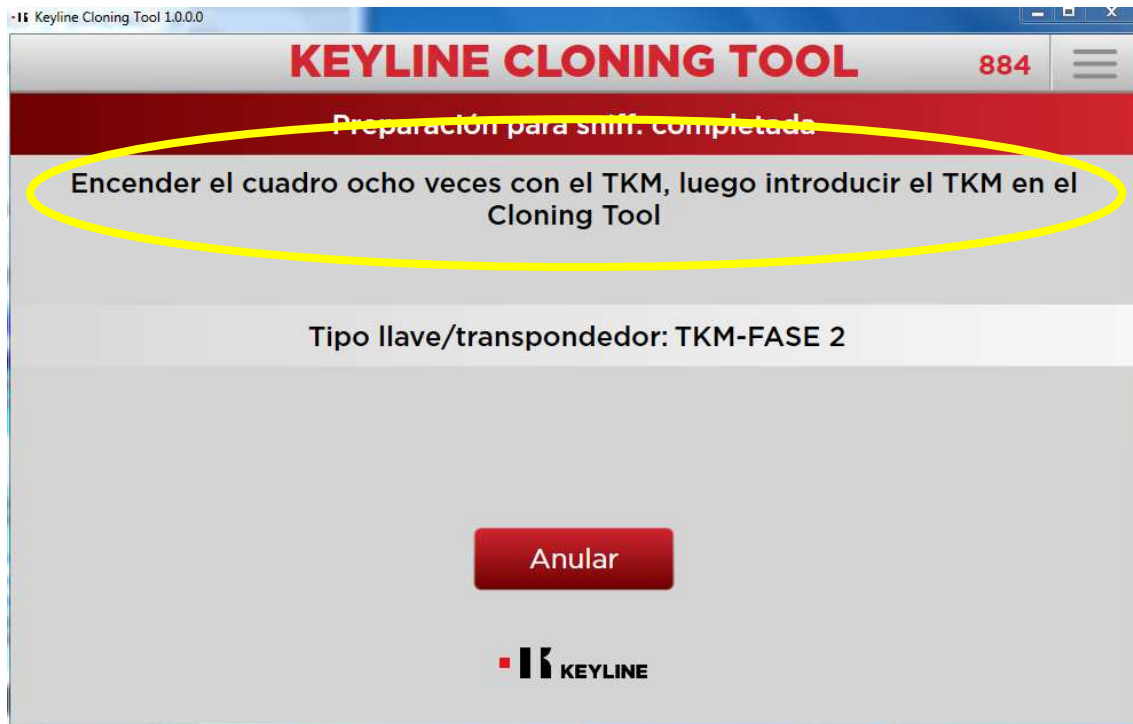 Keyline Cloning Tool 1.0.0.0
KEYLINE CLONING TOOL
884
Preparación para sniff: completada
Encender el cuadro ocho veces con el TKM, luego introducir el TKM en el
Cloning Tool
Tipo llave/transpondedor: TKM-FASE 2
Anular
KEYLINE